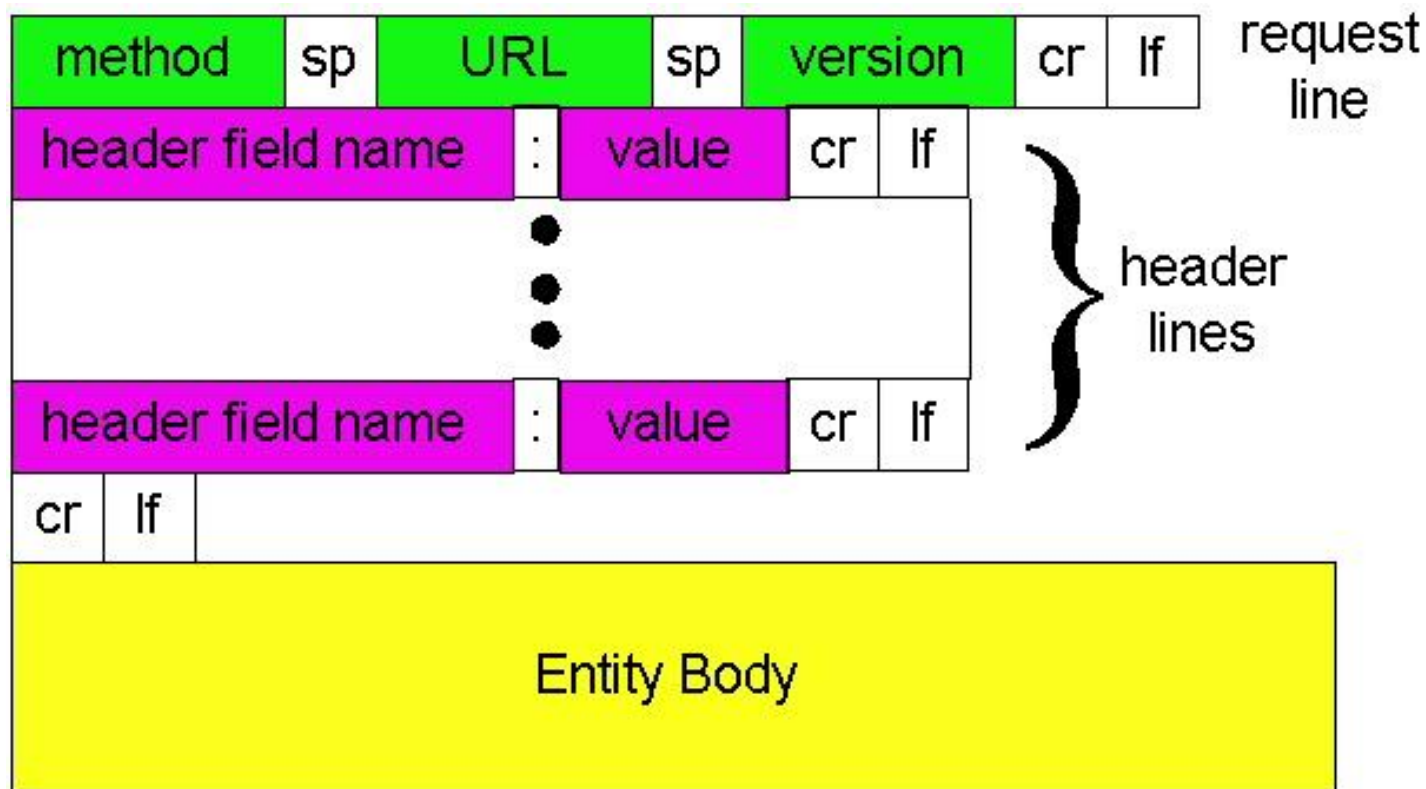 method sp URL sp version cr lf request line
header field name : value cr lf
header lines
header field name : value cr lf
cr lf
Entity Body